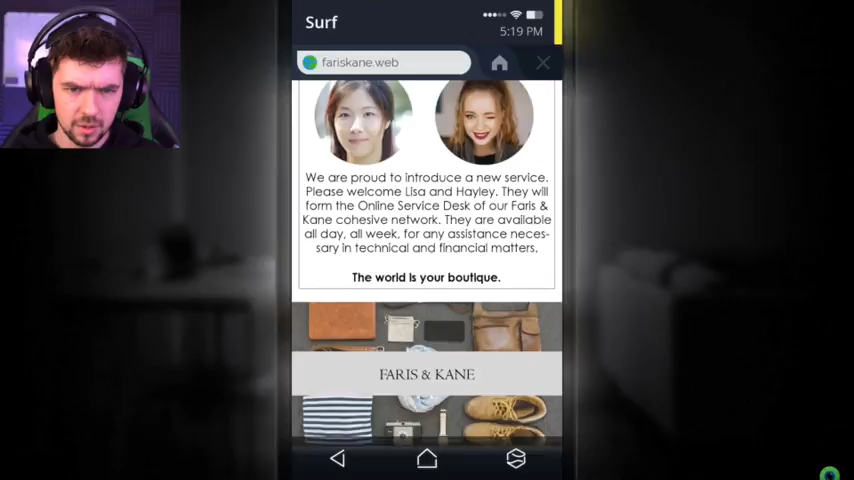 Surf
5:19 PM
fariskane.web
We are proud to introduce a new service.
Please welcome Lisa and Hayley. They will
form the Online Service Desk of our Faris &
Kane cohesive network. They are available
all day, all week, for any assistance neces-
sary in technical and financial matters.
The world is your boutique.
FARIS & KANE